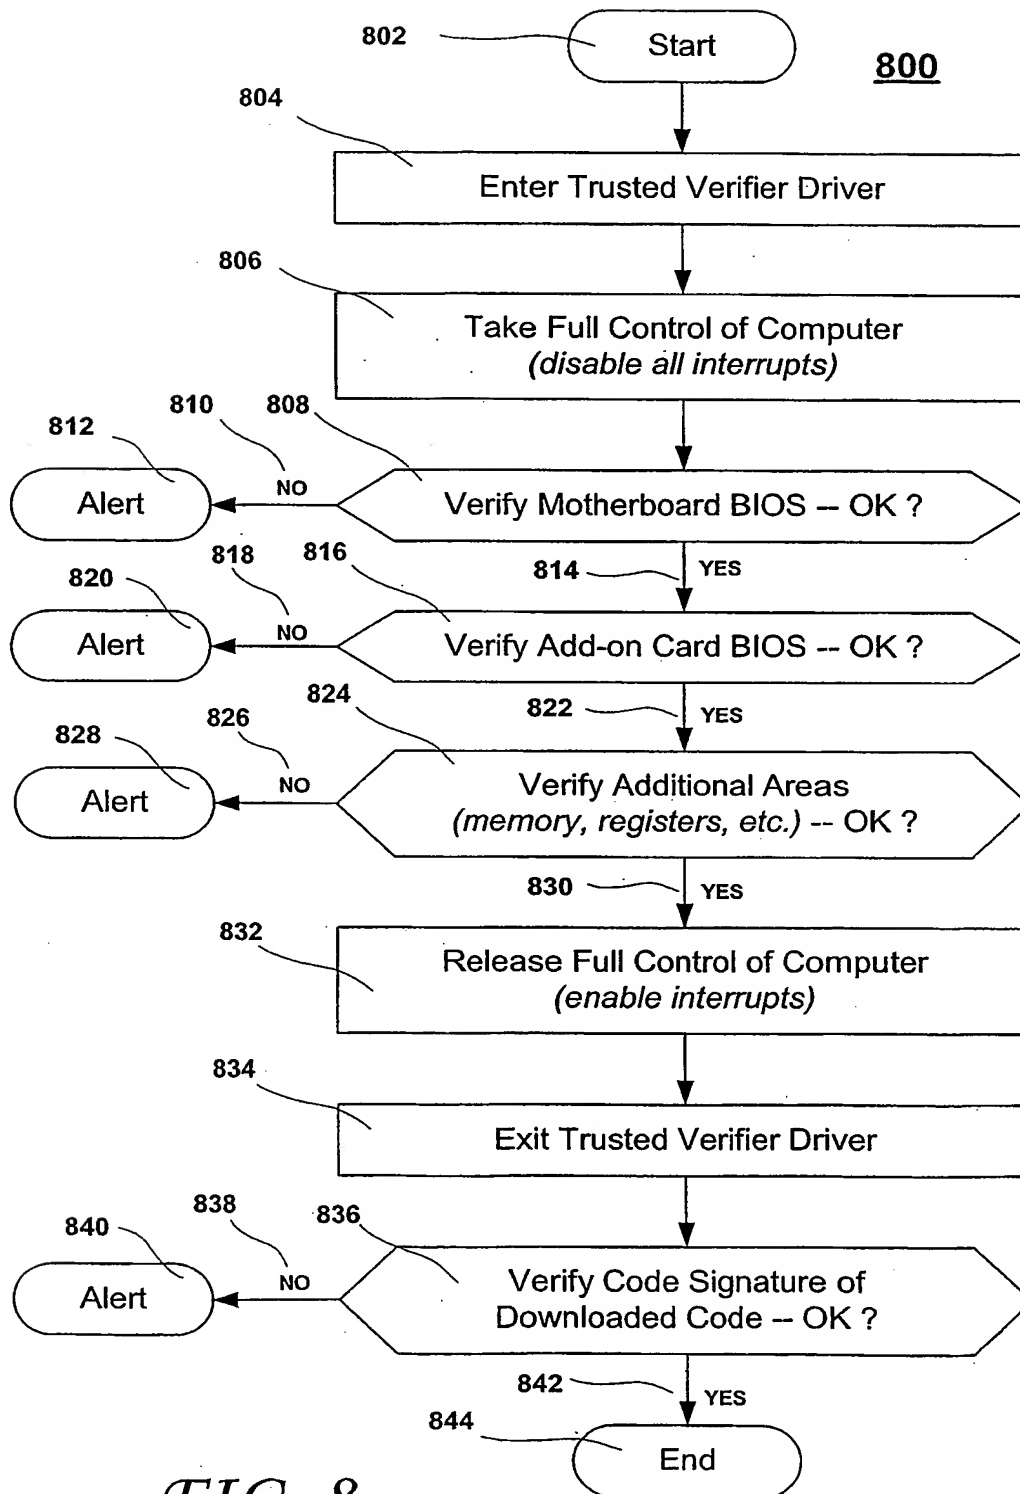 802
Start
800
804
Enter Trusted Verifier Driver
806
Take Full Control of Computer
(disable all interrupts)
810
808
812
Alert
NO
Verify Motherboard BIOS -- OK ?
818
816
814
YES
820
Alert
NO
Verify Add-on Card BIOS -- OK ?
824
822
YES
826
828
Alert
NO
Verify Additional Areas
(memory, registers, etc.) -- OK ?
830
YES
832
Release Full Control of Computer
(enable interrupts)
834
Exit Trusted Verifier Driver
838
836
840
Alert
NO
Verify Code Signature of
Downloaded Code -- OK ?
842
YES
844
End
FIG. 8